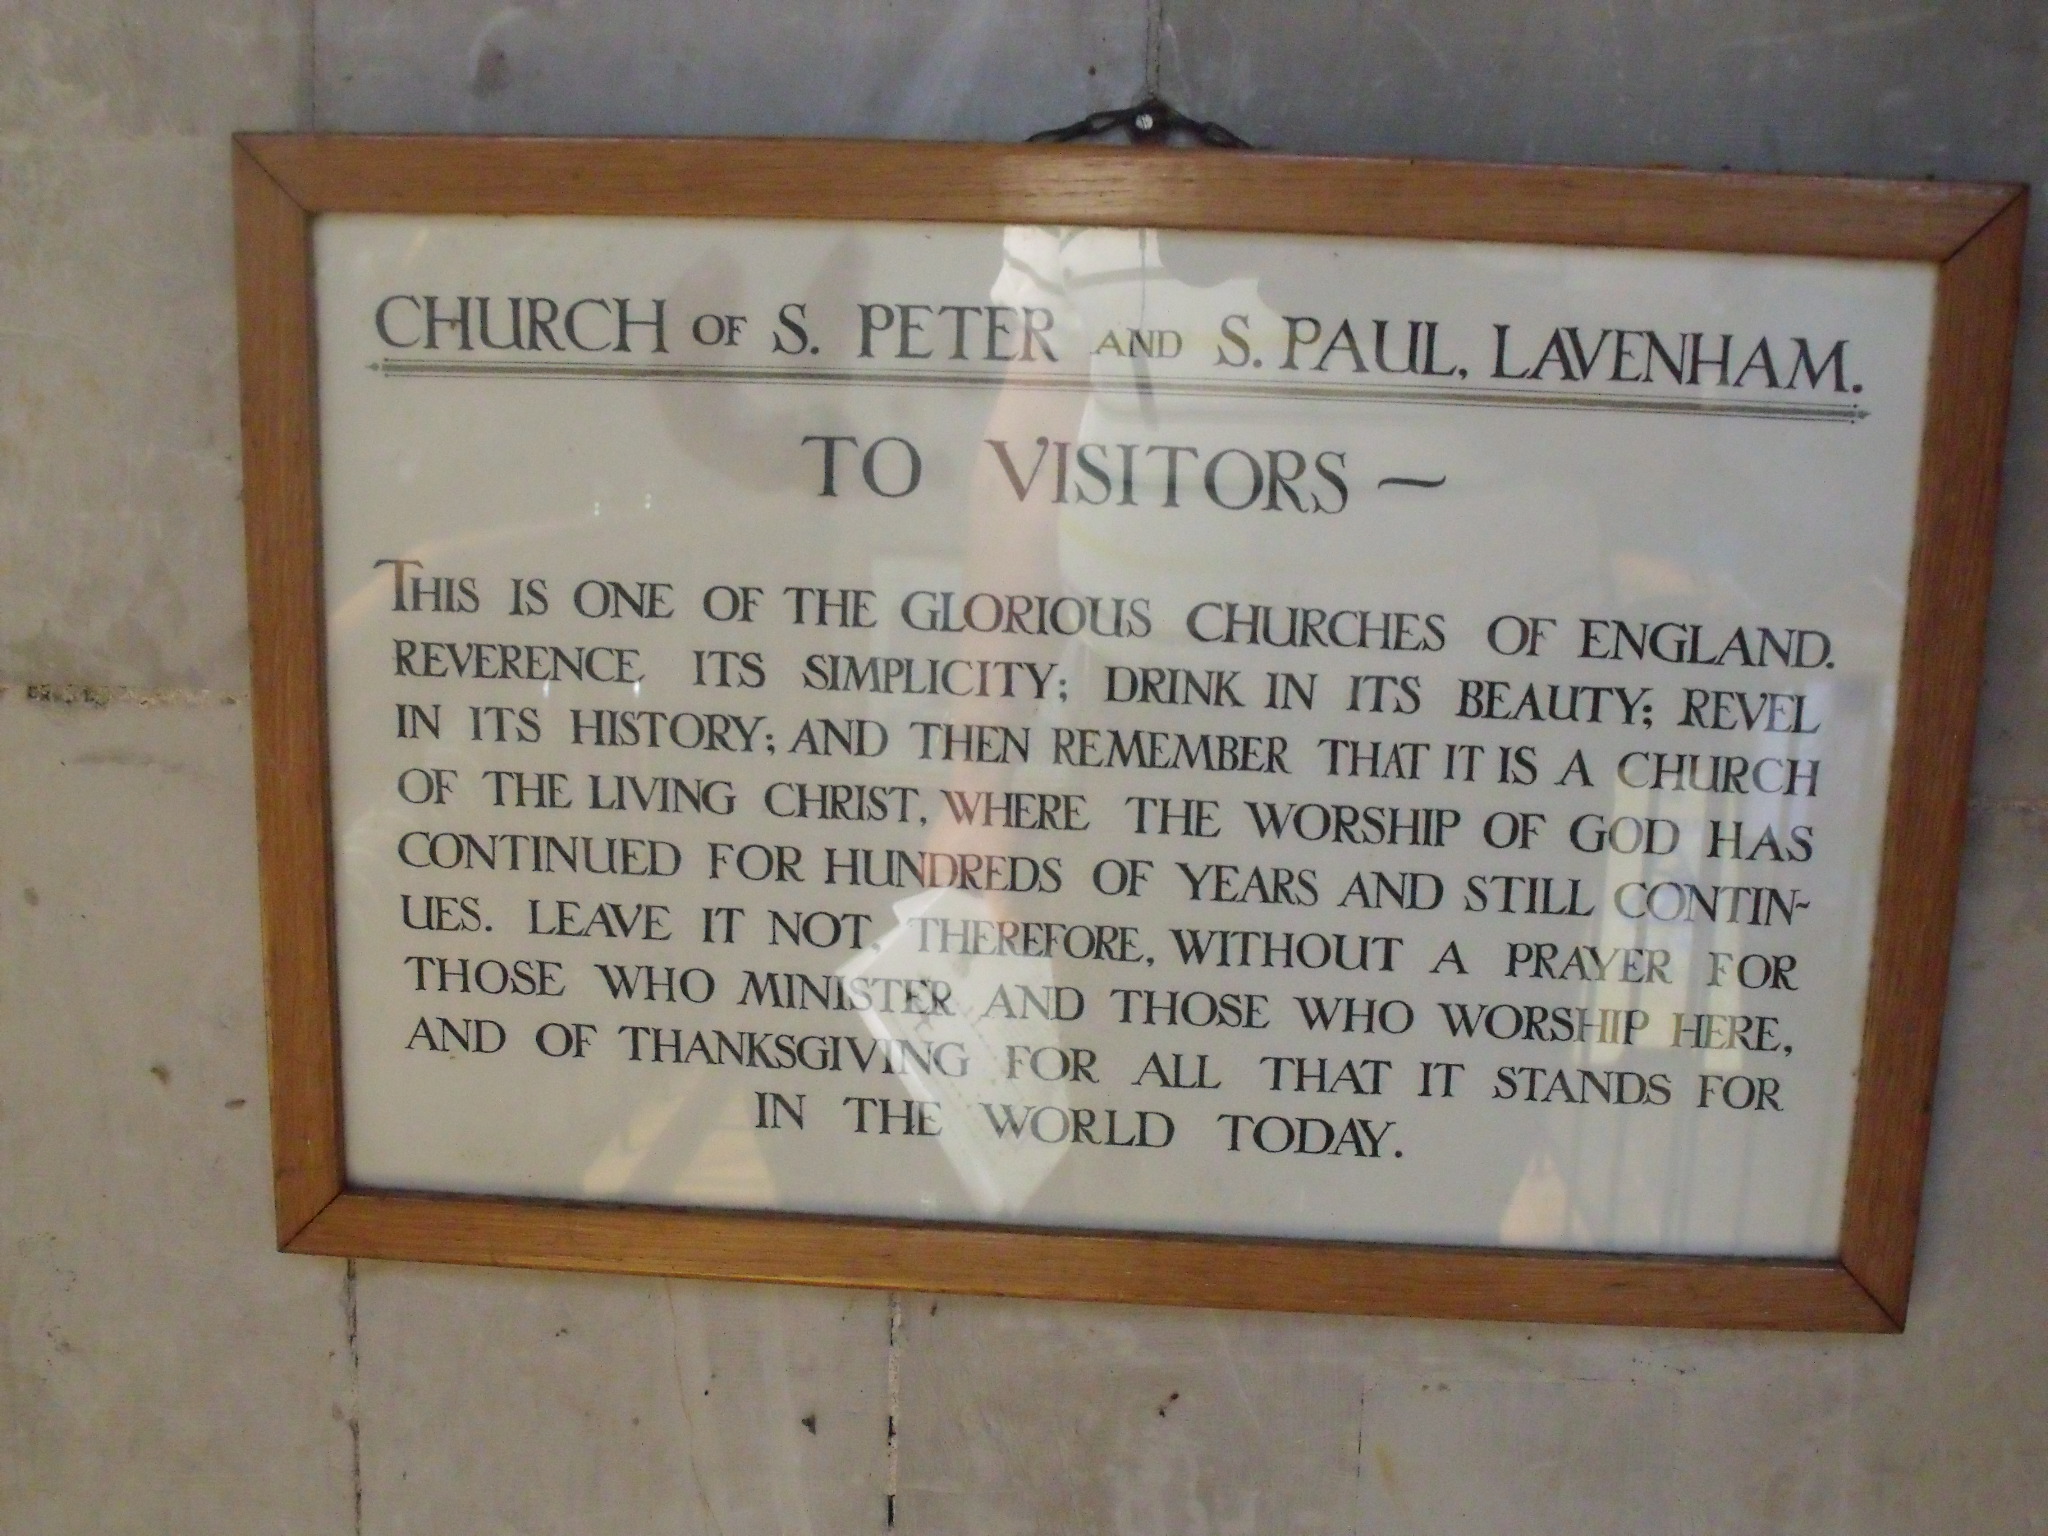 CHURCH OF S. PETER AND S. PAUL, LAVENHAM.
TO VISITORS ~
THIS IS ONE OF THE GLORIOUS CHURCHES OF ENGLAND.
REVERENCE ITS SIMPLICITY; DRINK IN ITS BEAUTY; REVEL
IN ITS HISTORY; AND THEN REMEMBER THAT IT IS A CHURCH
OF THE LIVING CHRIST, WHERE THE WORSHIP OF GOD HAS
CONTINUED FOR HUNDREDS OF YEARS AND STILL CONTIN-
UES. LEAVE IT NOT, THEREFORE, WITHOUT A PRAYER FOR
THOSE WHO MINISTER AND THOSE WHO WORSHIP HERE,
AND OF THANKSGIVING FOR ALL THAT IT STANDS FOR
IN THE WORLD TODAY.